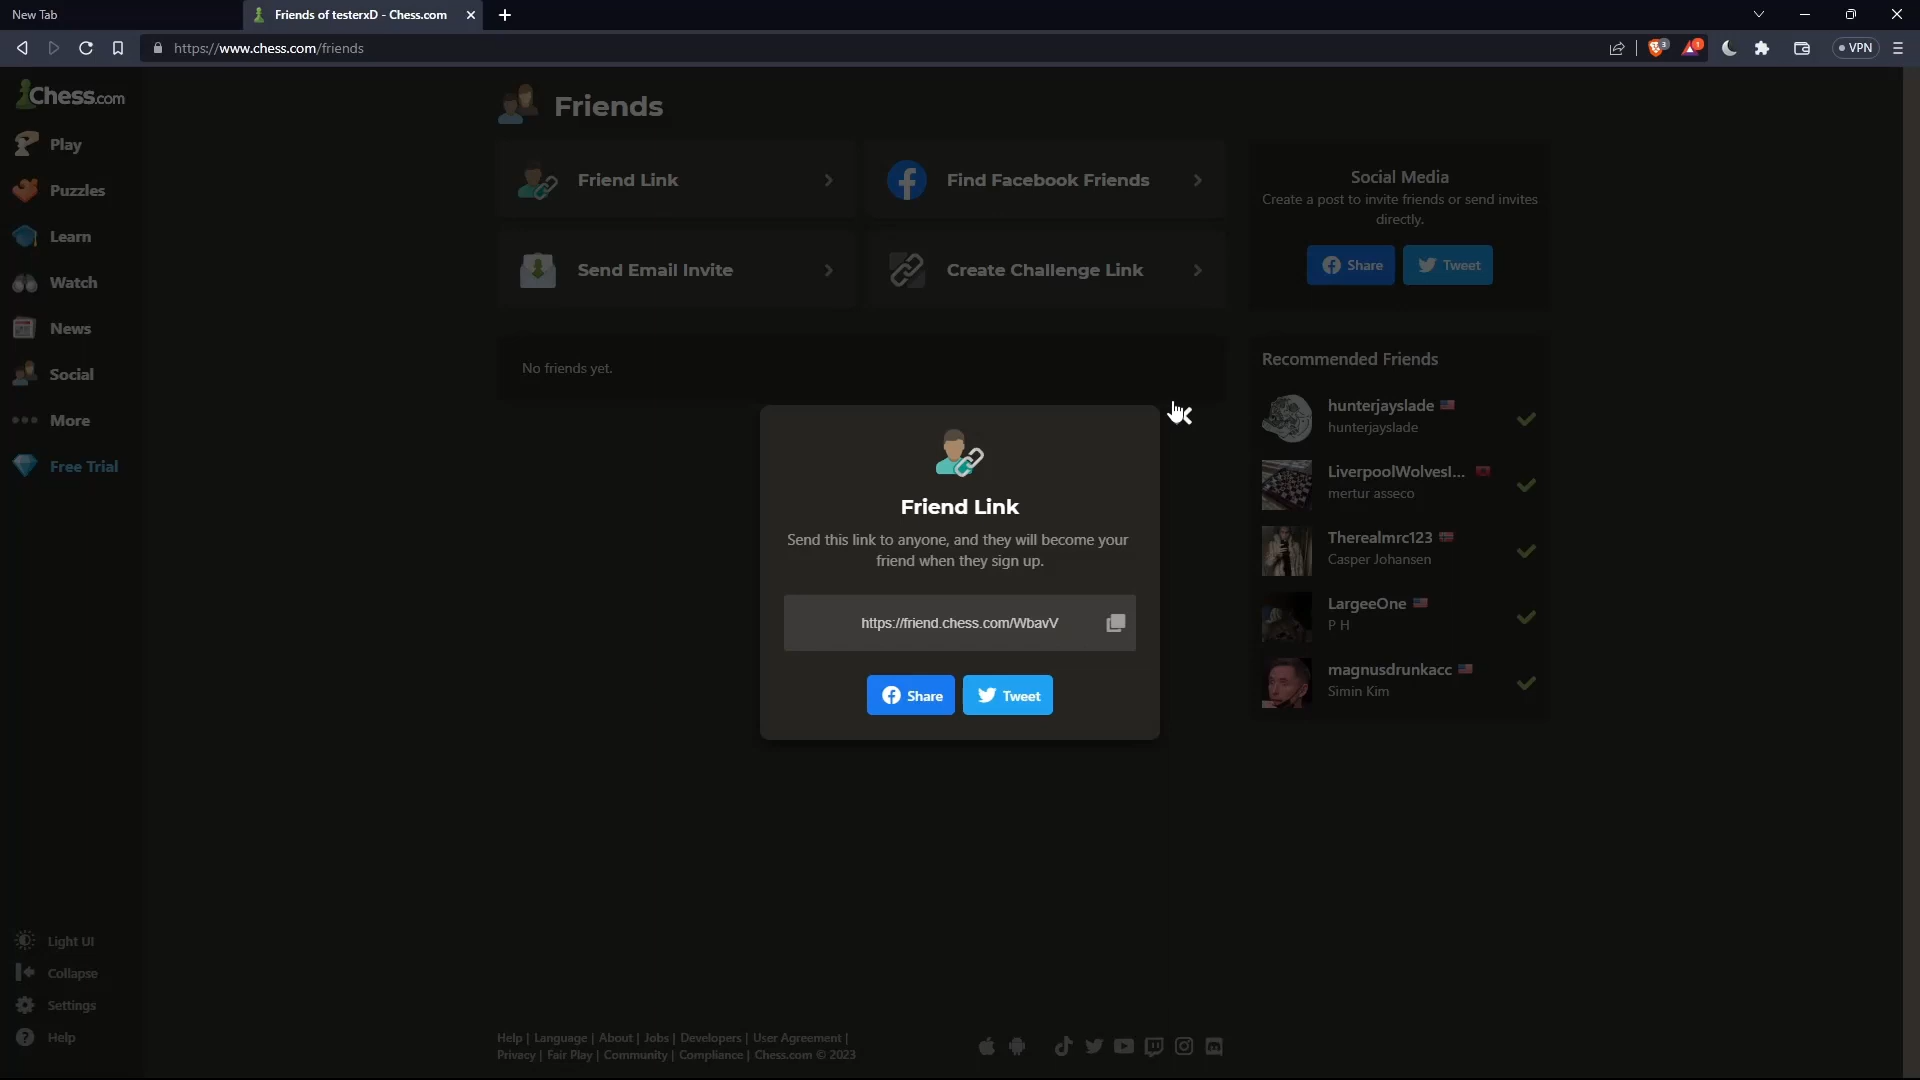 New Tab
Friends of testerxD - Chess.com
https://www.chess.com/friends
3
1
VPN
Chess.com
Play
Puzzles
Learn
Watch
News
Social
More
Free Trial
Light UI
Collapse
Settings
Help
Friends
Friend Link
Find Facebook Friends
Send Email Invite
Create Challenge Link
No friends yet.
Social Media
Create a post to invite friends or send invites
directly.
Share
Tweet
Recommended Friends
hunterjayslade
hunterjayslade
LiverpoolWolvesl...
mertur asseco
Therealmrc123
Casper Johansen
LargeeOne
P H
magnusdrunkacc
Simin Kim
Friend Link
Send this link to anyone, and they will become your
friend when they sign up.
https://friend.chess.com/WbavV
Share
Tweet
Help | Language | About | Jobs | Developers | User Agreement |
Privacy | Fair Play | Community | Compliance | Chess.com © 2023